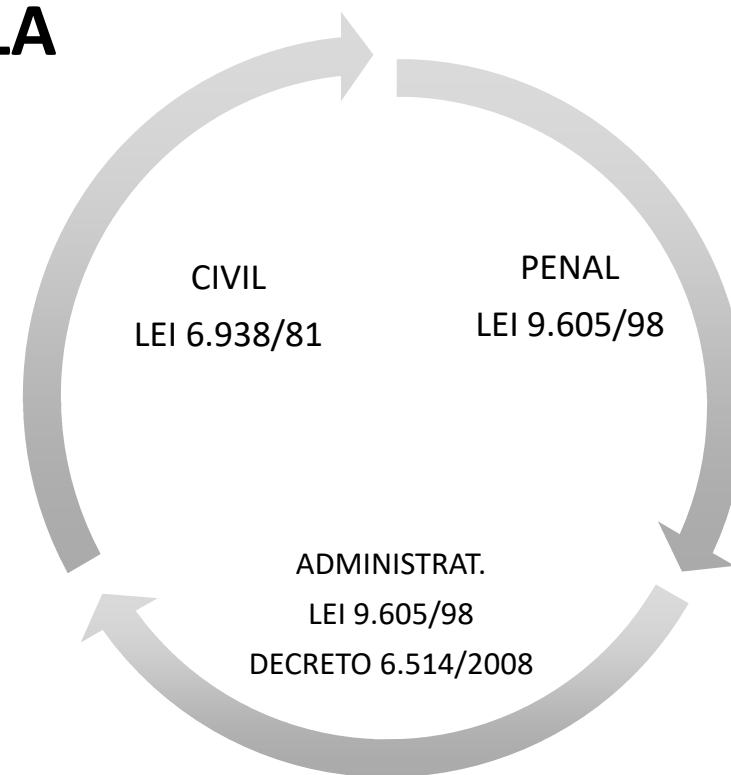 CIVIL
LEI 6.938/81
PENAL
LEI 9.605/98
ADMINISTRAT.
LEI 9.605/98
DECRETO 6.514/2008